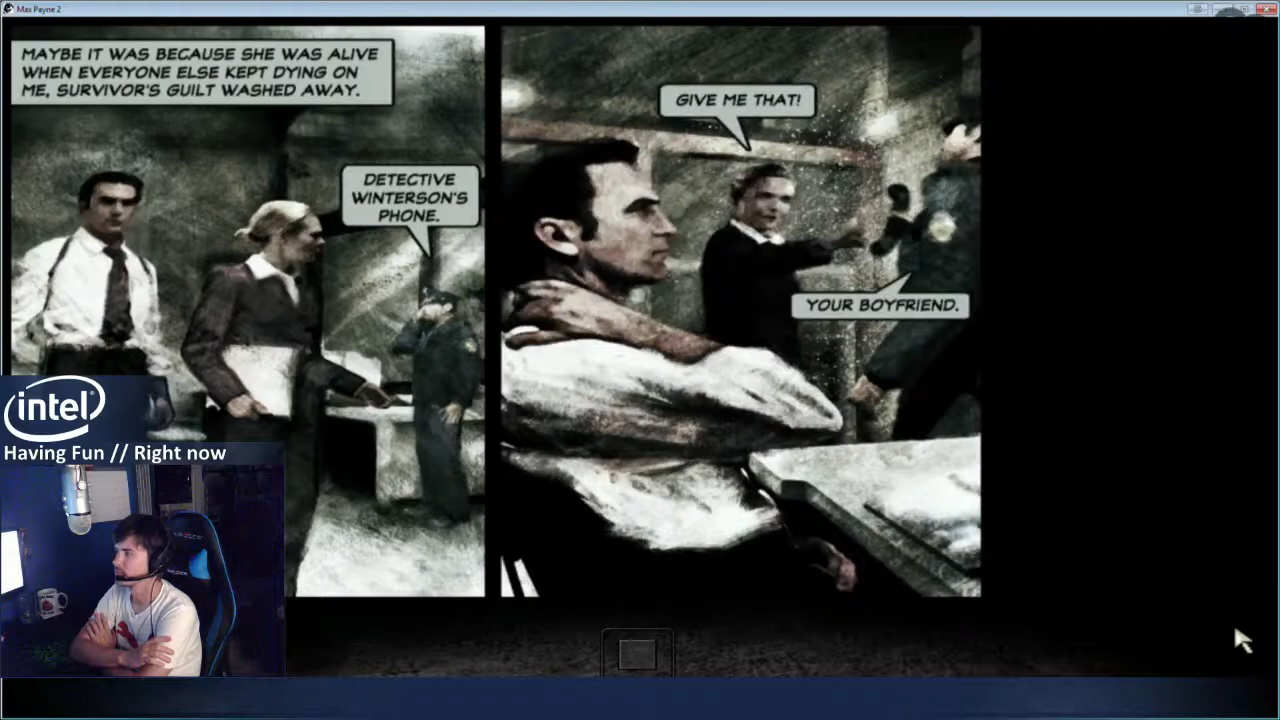 Max Payne 2
MAYBE IT WAS BECAUSE SHE WAS ALIVE
WHEN EVERYONE ELSE KEPT DYING ON
ME, SURVIVOR'S GUILT WASHED AWAY.
DETECTIVE
WINTERSON'S
PHONE.
GIVE ME THAT!
YOUR BOYFRIEND.
intel
Having Fun // Right now